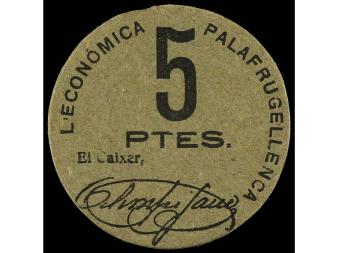 L'ECONÓMICA PALAFRUGELLENCA
5
PTES.
El Caixer,